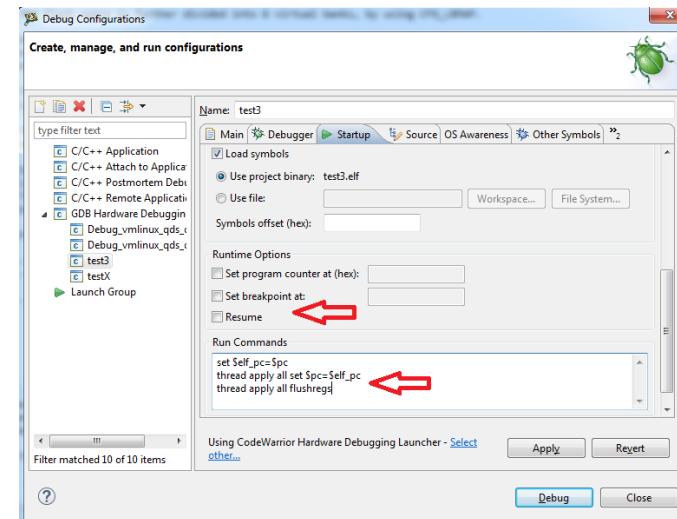 Debug Configurations
Create, manage, and run configurations
type filter text
C/C++ Application
C/C++ Attach to Applica
C/C++ Postmortem Debu
C/C++ Remote Applicati
GDB Hardware Debuggin
Debug_vmlinux_qds_c
Debug_vmlinux_qds_c
test3
testX
Launch Group
Filter matched 10 of 10 items
Name: test3
Main Debugger Startup Source OS Awareness Other Symbols »2
Load symbols
Use project binary: test3.elf
Use file: Workspace... File System...
Symbols offset (hex):
Runtime Options
Set program counter at (hex):
Set breakpoint at:
Resume
Run Commands
set $elf_pc=$pc
thread apply all set $pc=$elf_pc
thread apply all flushregs
Using CodeWarrior Hardware Debugging Launcher - Select
other...
Apply Revert
Debug Close